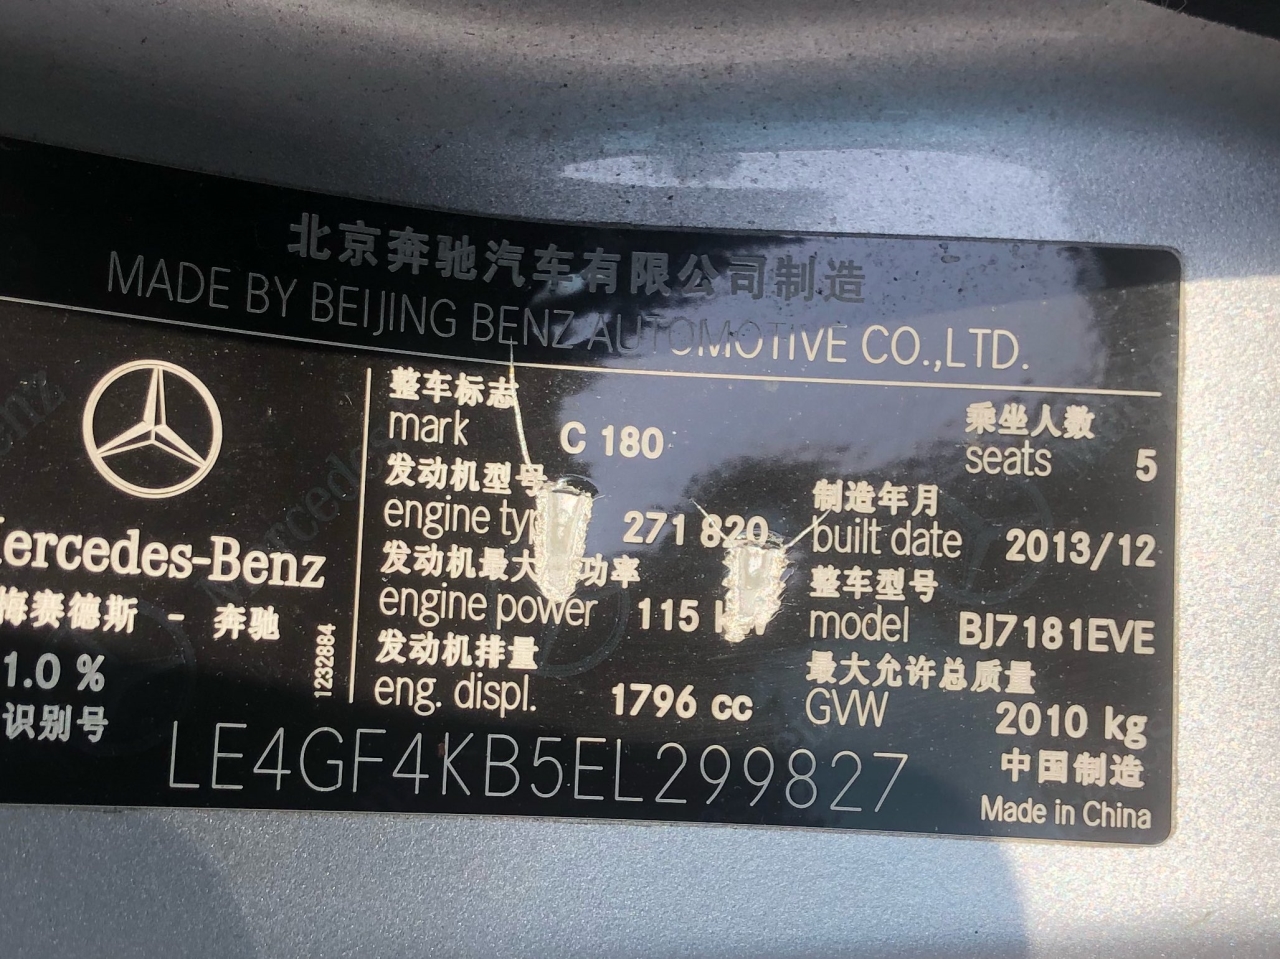 北京奔驰汽车有限公司制造
MADE BY BEIJING BENZ AUTOMOTIVE CO.,LTD.
整车标志
mark C 180
乘坐人数
seats 5
发动机型号
engine 271 820
制造年月
built date 2013/12
发动机最大功率
engine power 115
整车型号
model BJ7181EVE
发动机排量
eng. displ. 1796 cc
最大允许总质量
GVW 2010 kg
Mercedes-Benz
梅赛德斯 - 奔驰
1.0 %
识别号
1232884
LE4GF4KB5EL299827
中国制造
Made in China